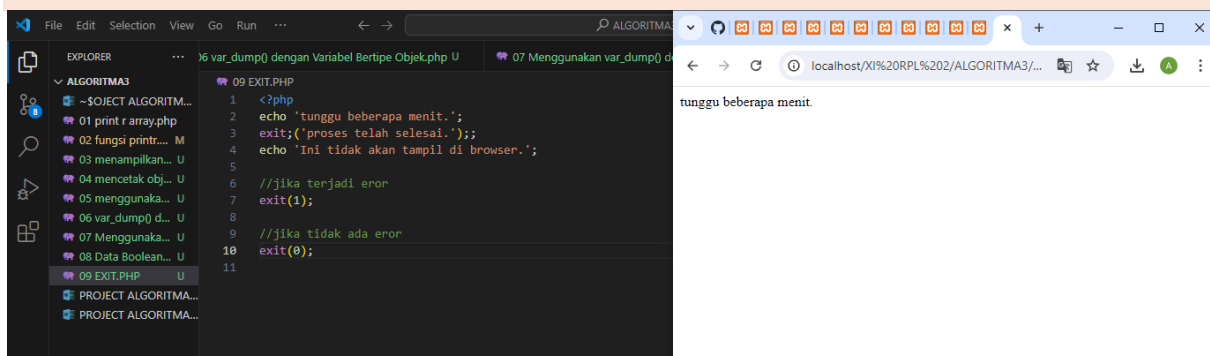 File Edit Selection View Go Run ··· ← → ALGORITMA
EXPLORER ···
ALGORITMA3
~$OJECT ALGORITM...
01 print r array.php
02 fungsi printr.... M
03 menampilkan... U
04 mencetak obj... U
05 menggunaka... U
06 var_dump() d... U
07 Menggunaka... U
08 Data Boolean... U
09 EXIT.PHP U
PROJECT ALGORITMA...
PROJECT ALGORITMA...
8
06 var_dump() dengan Variabel Bertipe Objek.php U
07 Menggunakan var_dump() de
09 EXIT.PHP
1 <?php
2 echo 'tunggu beberapa menit.';
3 exit;('proses telah selesai.');;
4 echo 'Ini tidak akan tampil di browser.';
5
6 //jika terjadi eror
7 exit(1);
8
9 //jika tidak ada eror
10 exit(0);
11
localhost/XI%20RPL%202/ALGORITMA3/...
A
tunggu beberapa menit.